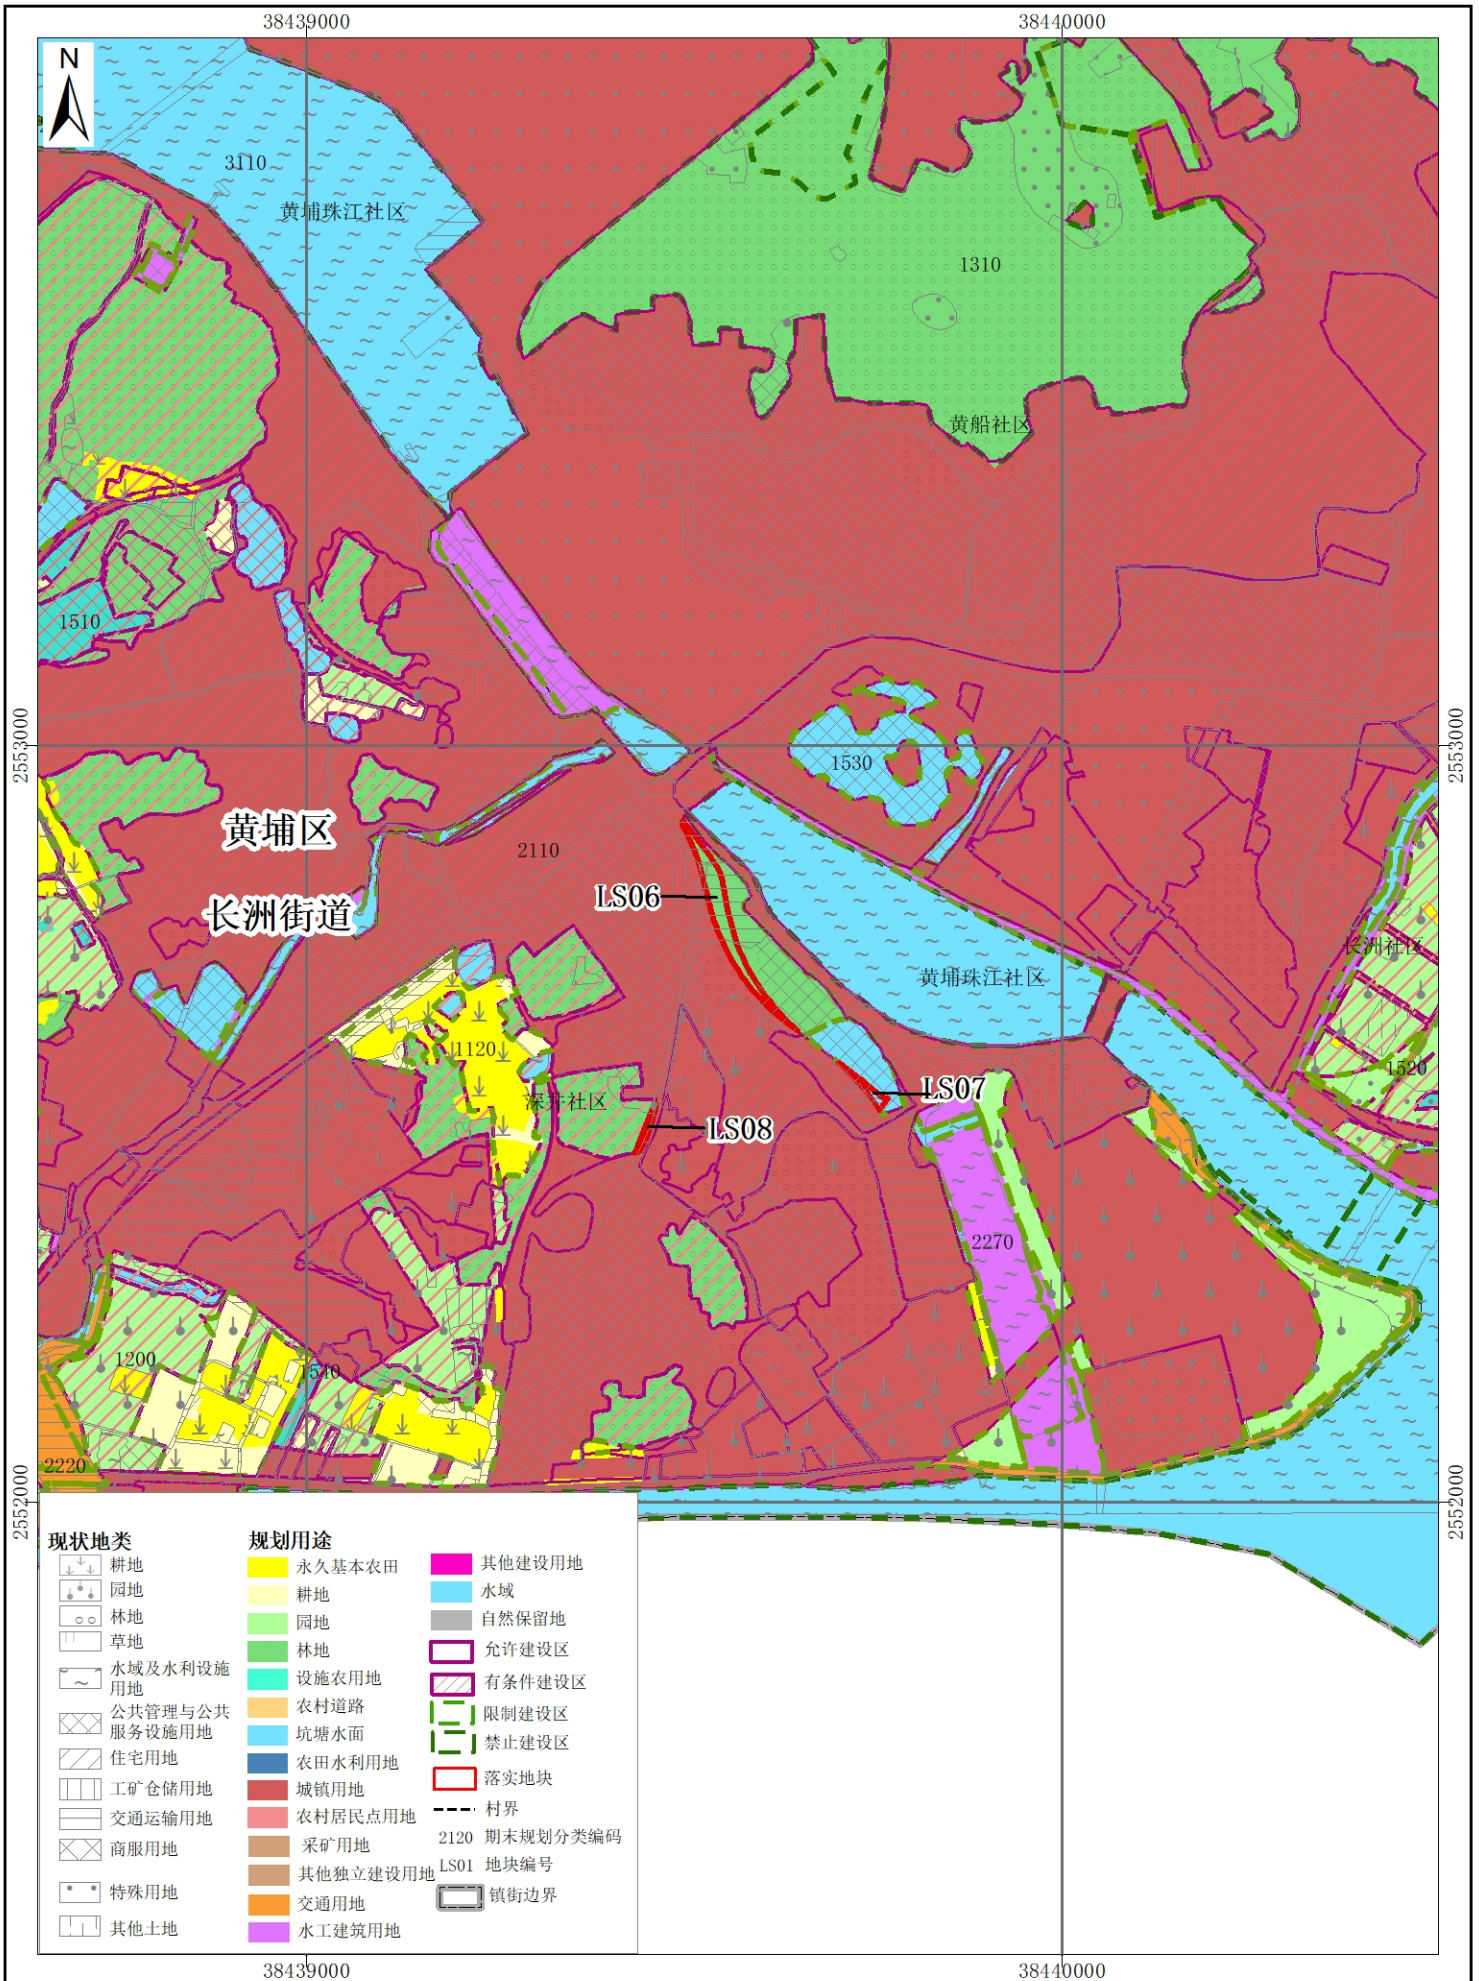 38439000
38440000
N
3110
黄埔珠江社区
1310
黄船社区
1510
2553000
2553000
1530
黄埔区
2110
LS06
长洲街道
长洲社区
黄埔珠江社区
1120
1520
LS07
深井社区
LS08
2270
1200
1540
2220
2552000
2552000
现状地类
耕地
园地
林地
草地
水域及水利设施
用地
公共管理与公共
服务设施用地
住宅用地
工矿仓储用地
交通运输用地
商服用地
特殊用地
其他土地
规划用途
永久基本农田
耕地
园地
林地
设施农用地
农村道路
坑塘水面
农田水利用地
城镇用地
农村居民点用地
采矿用地
其他独立建设用地
交通用地
水工建筑用地
其他建设用地
水域
自然保留地
允许建设区
有条件建设区
限制建设区
禁止建设区
落实地块
村界
2120 期末规划分类编码
LS01 地块编号
镇街边界
38439000
38440000